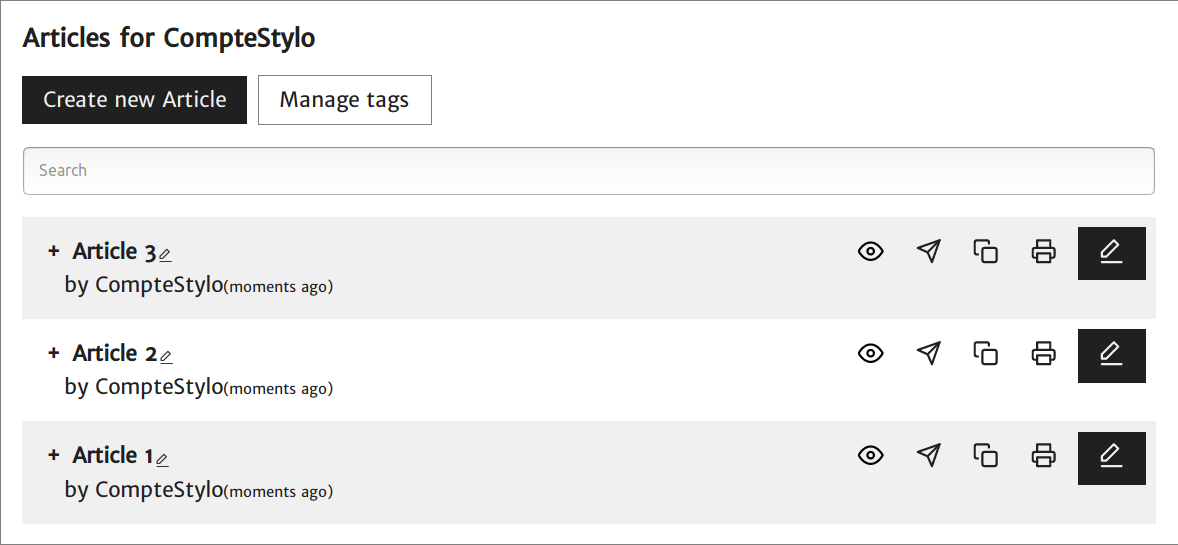 Articles for CompteStylo
Create new Article Manage tags
Search
+ Article 3
by CompteStylo(moments ago)
+ Article 2
by CompteStylo(moments ago)
+ Article 1
by CompteStylo(moments ago)